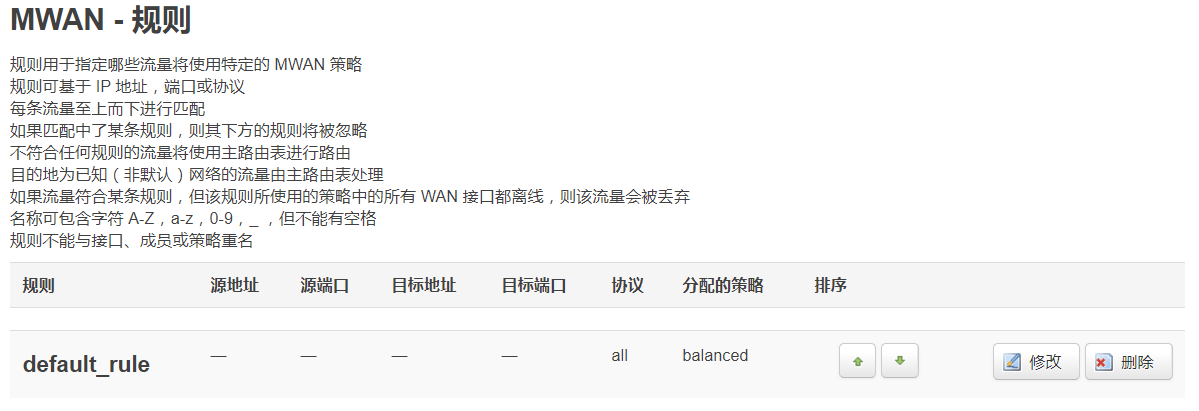 MWAN - 规则
规则用于指定哪些流量将使用特定的 MWAN 策略
规则可基于 IP 地址，端口或协议
每条流量至上而下进行匹配
如果匹配中了某条规则，则其下方的规则将被忽略
不符合任何规则的流量将使用主路由表进行路由
目的地为已知（非默认）网络的流量由主路由表处理
如果流量符合某条规则，但该规则所使用的策略中的所有 WAN 接口都离线，则该流量会被丢弃
名称可包含字符 A-Z，a-z，0-9，_ ，但不能有空格
规则不能与接口、成员或策略重名
规则 源地址 源端口 目标地址 目标端口 协议 分配的策略 排序
default_rule — — — — all balanced 修改 删除